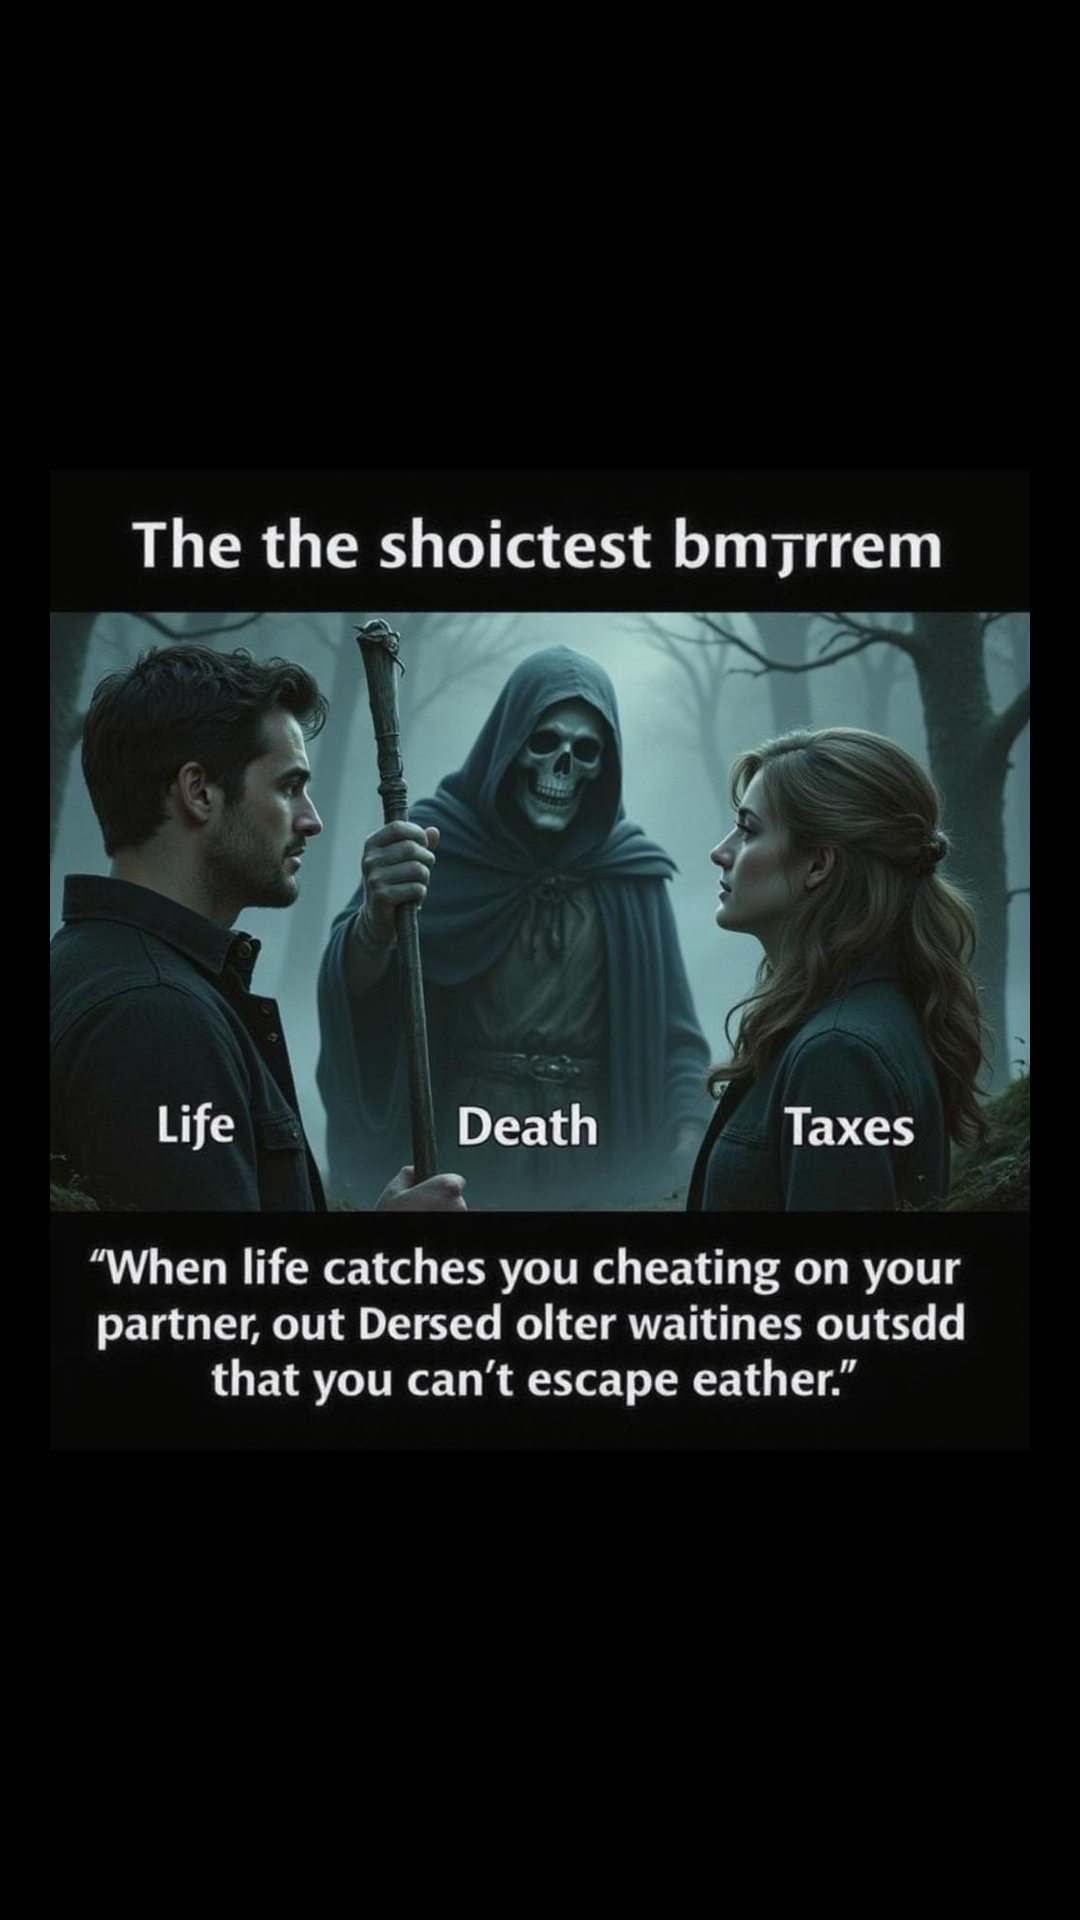 The the shoictest bmȷrrem
Life Death Taxes
“When life catches you cheating on your
partner, out Dersed olter waitines outsdd
that you can’t escape eather.”